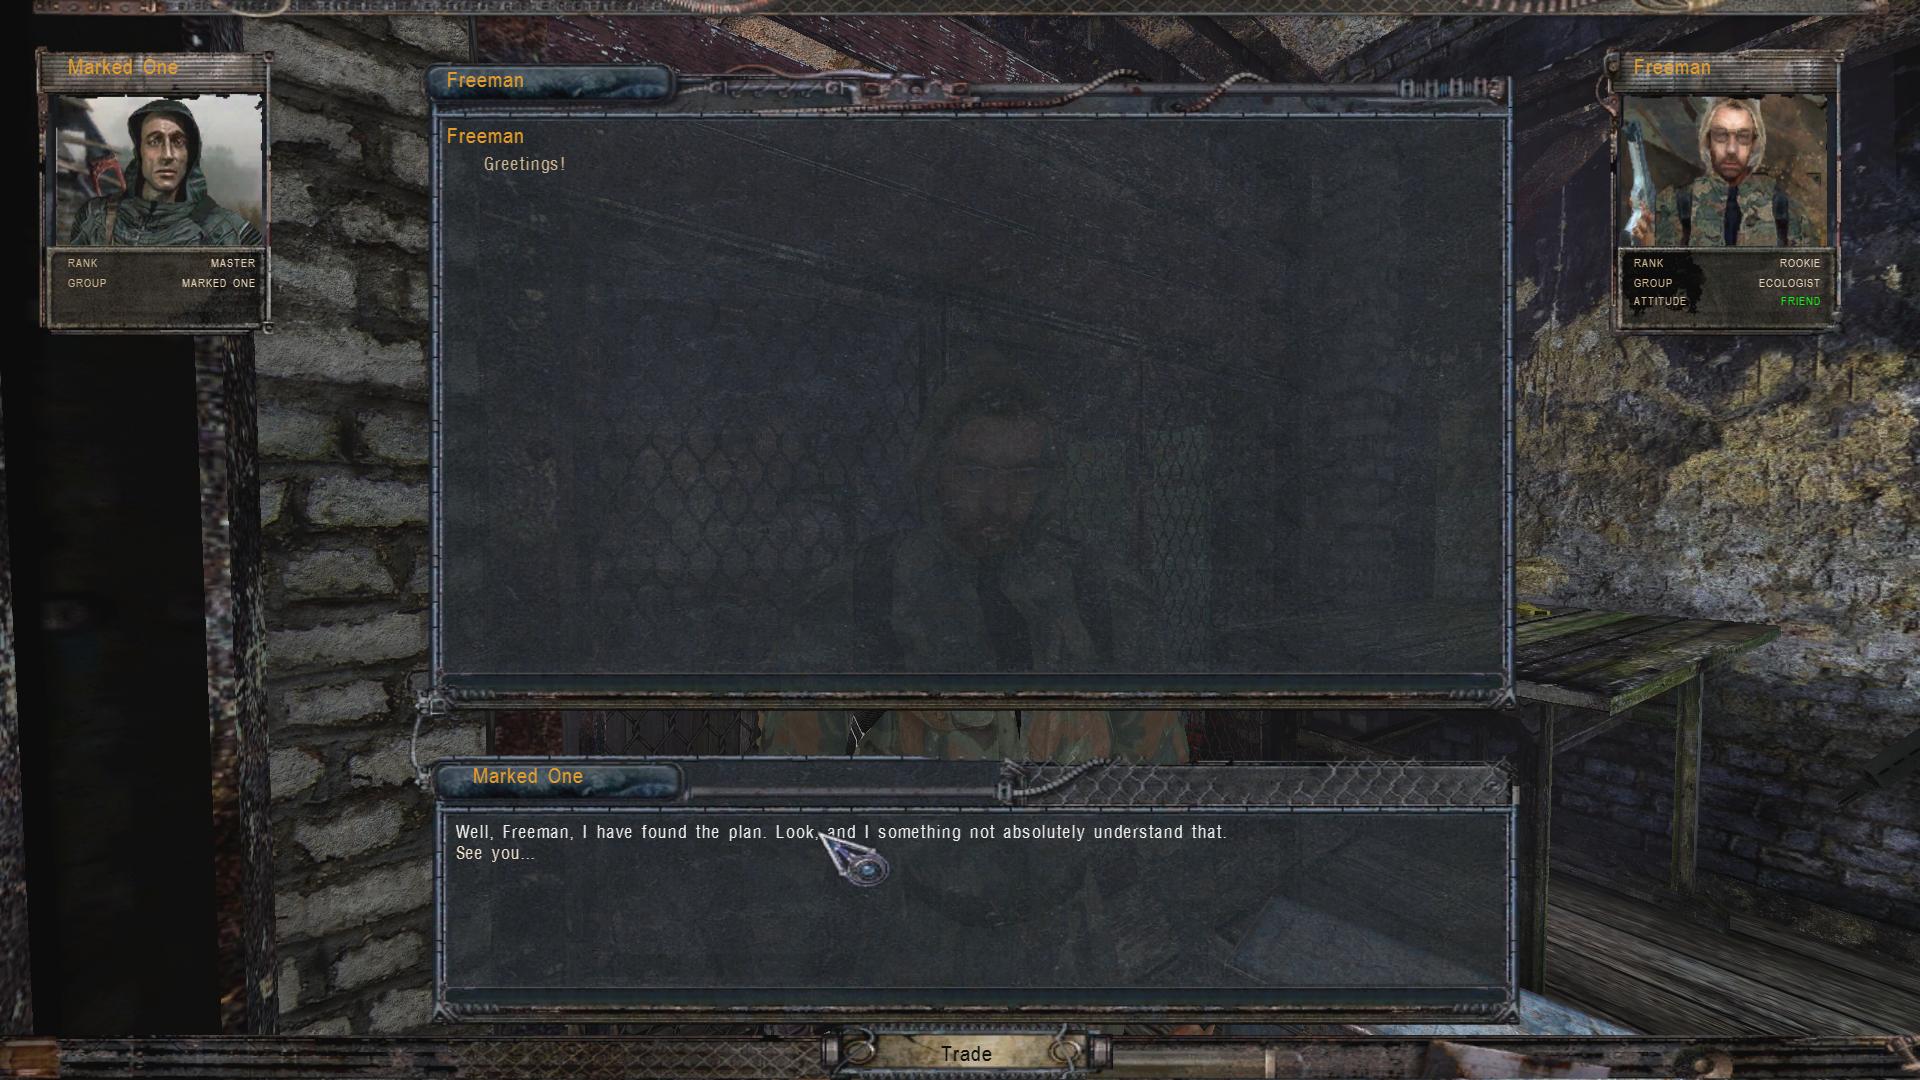 Marked One
RANK MASTER
GROUP MARKED ONE
Freeman
Freeman
Greetings!
Freeman
RANK ROOKIE
GROUP ECOLOGIST
ATTITUDE FRIEND
Marked One
Well, Freeman, I have found the plan. Look, and I something not absolutely understand that.
See you...
Trade